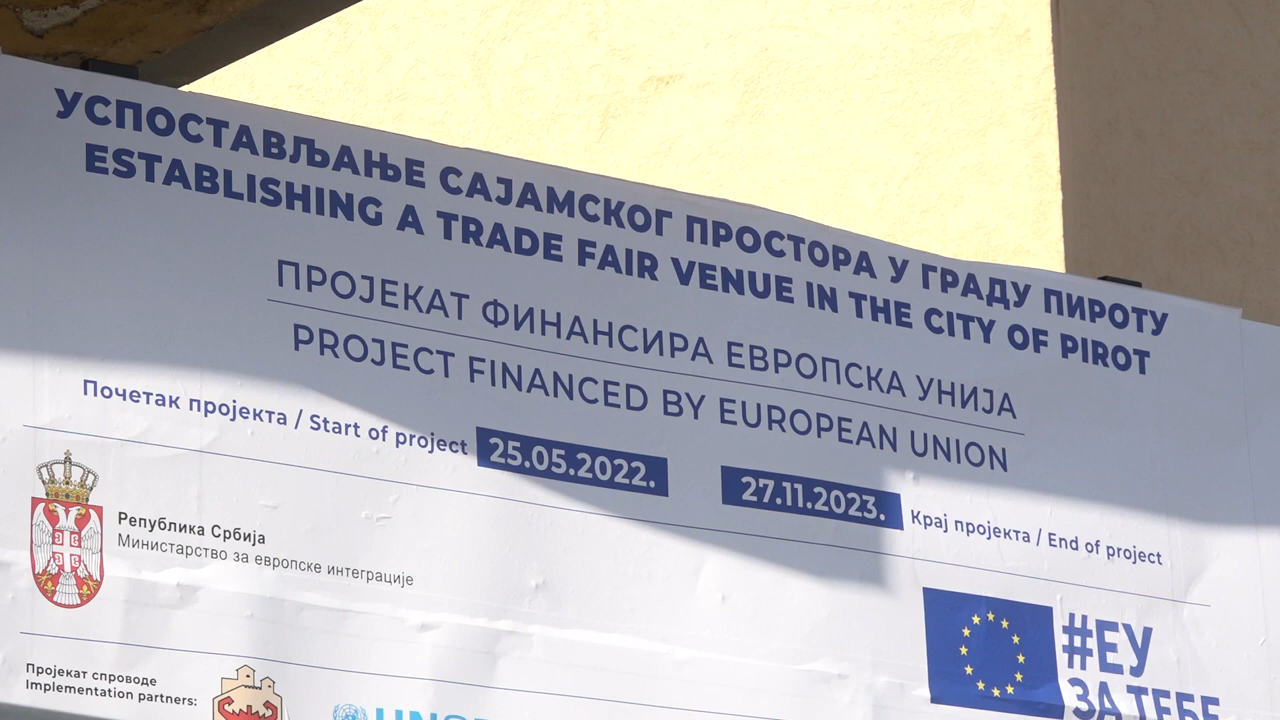 УСПОСТАВЉАЊЕ САЈАМСКОГ ПРОСТОРА У ГРАДУ ПИРОТУ
ESTABLISHING A TRADE FAIR VENUE IN THE CITY OF PIROT
ПРОЈЕКАТ ФИНАНСИРА ЕВРОПСКА УНИЈА
PROJECT FINANCED BY EUROPEAN UNION
Почетак пројекта / Start of project 25.05.2022. 27.11.2023. Крај пројекта / End of project
Република Србија
Министарство за европске интеграције
#ЕУ
ЗА ТЕБЕ
Пројекат спроводе
Implementation partners: